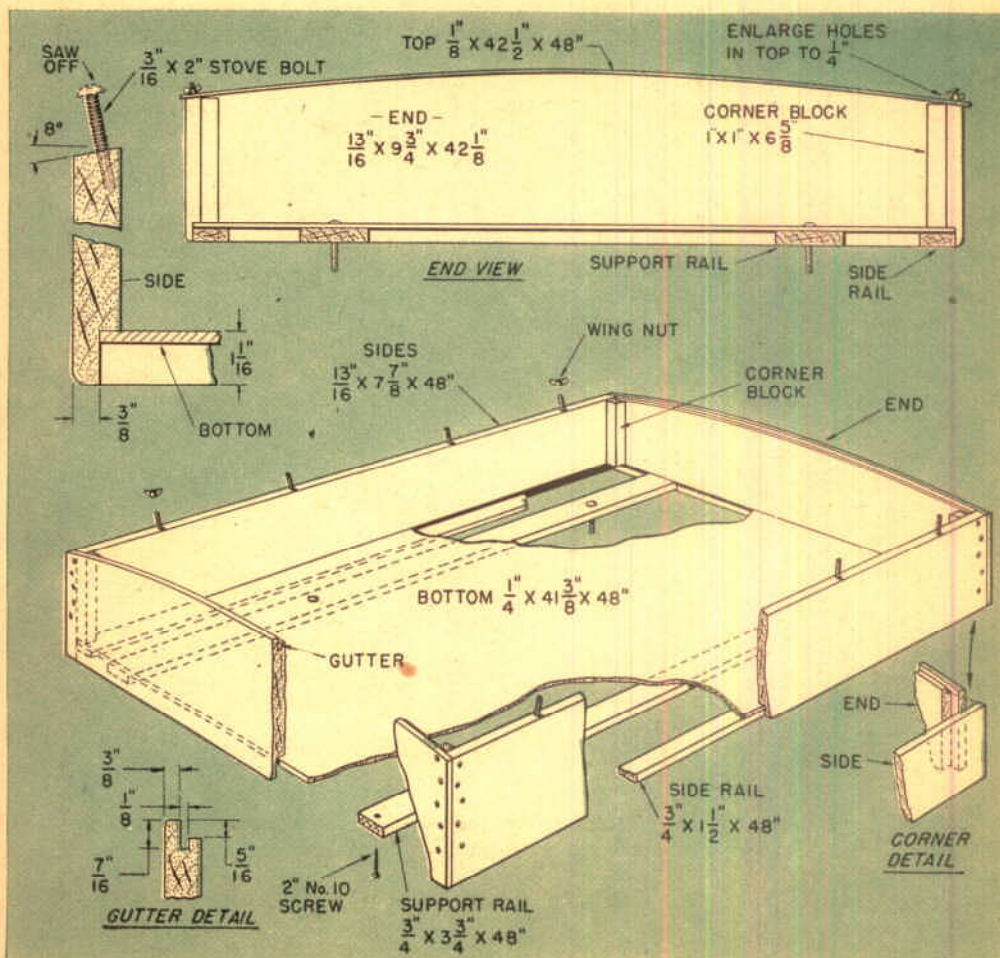 SAW
OFF
3/16" X 2" STOVE BOLT
8°
TOP 1/8" X 42 1/2" X 48"
ENLARGE HOLES
IN TOP TO 1/4"
-END-
13/16" X 9 3/4" X 42 1/8"
CORNER BLOCK
1" X 1" X 6 5/8"
END VIEW
SUPPORT RAIL
SIDE
RAIL
SIDE
1 1/16"
3/8"
BOTTOM
WING NUT
SIDES
13/16" X 7 7/8" X 48"
CORNER
BLOCK
END
BOTTOM 1/4" X 41 3/8" X 48"
GUTTER
END
SIDE
CORNER
DETAIL
SIDE RAIL
3/4" X 1 1/2" X 48"
3/8"
1/8"
7/16"
5/16"
GUTTER DETAIL
2" No. 10
SCREW
SUPPORT RAIL
3/4" X 3 3/4" X 48"